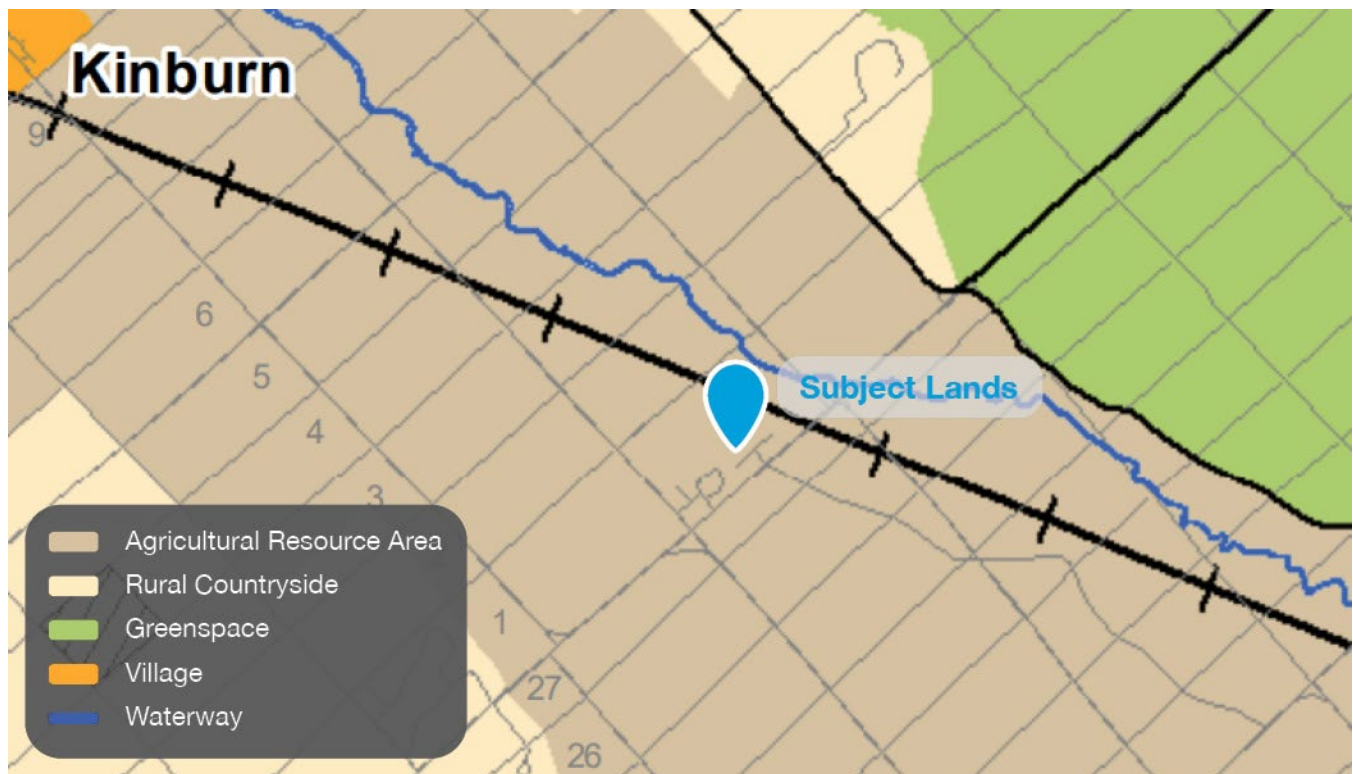 Kinburn
9
6
5
4
3
Subject Lands
1
27
26
Agricultural Resource Area
Rural Countryside
Greenspace
Village
Waterway